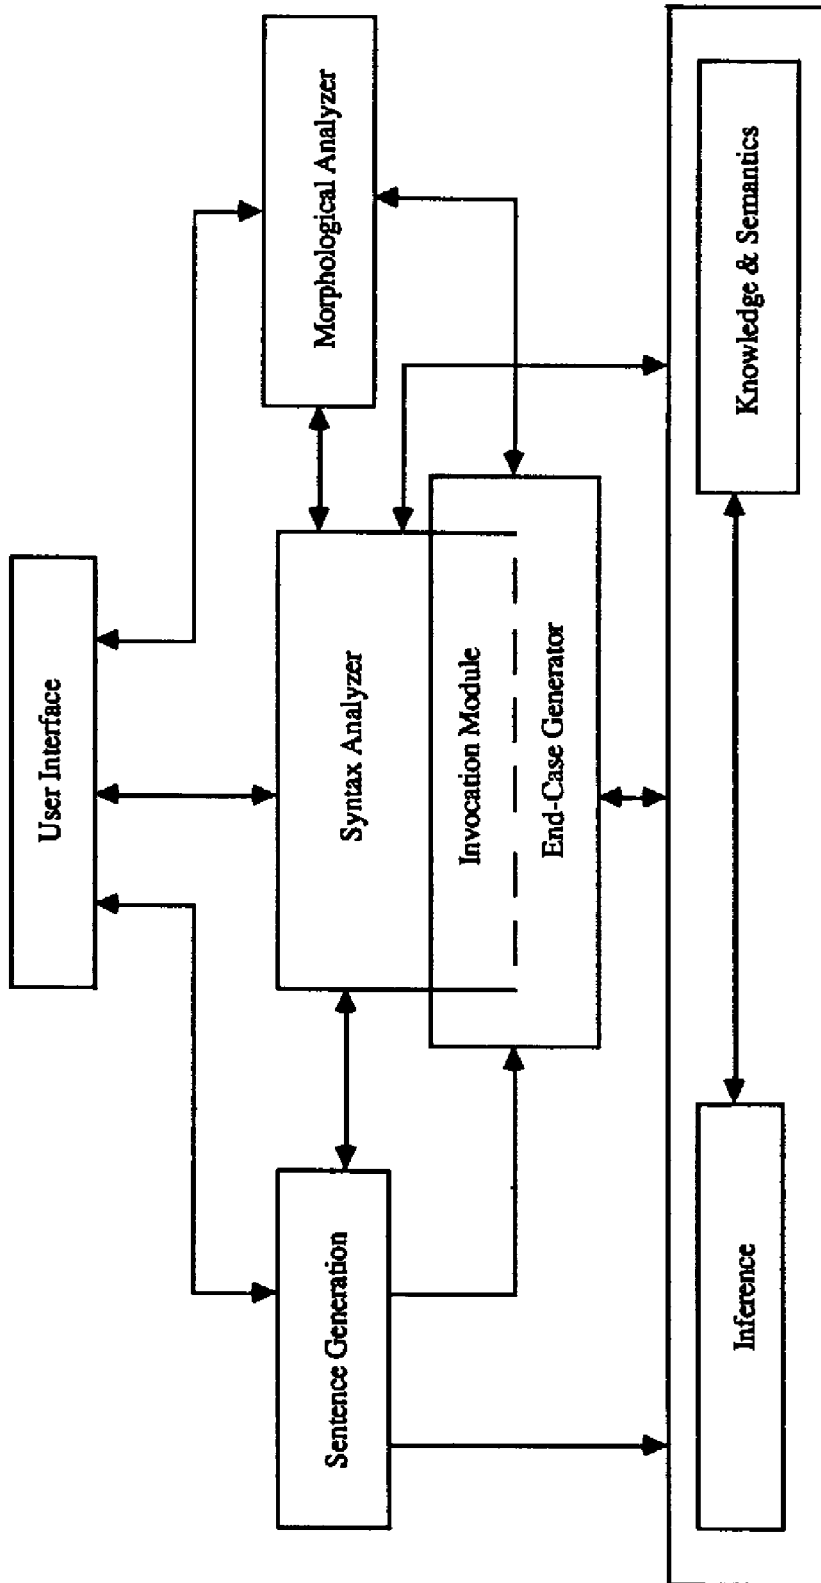 User Interface
Sentence Generation
Syntax Analyzer
Morphological Analyzer
Invocation Module
End-Case Generator
Inference
Knowledge & Semantics